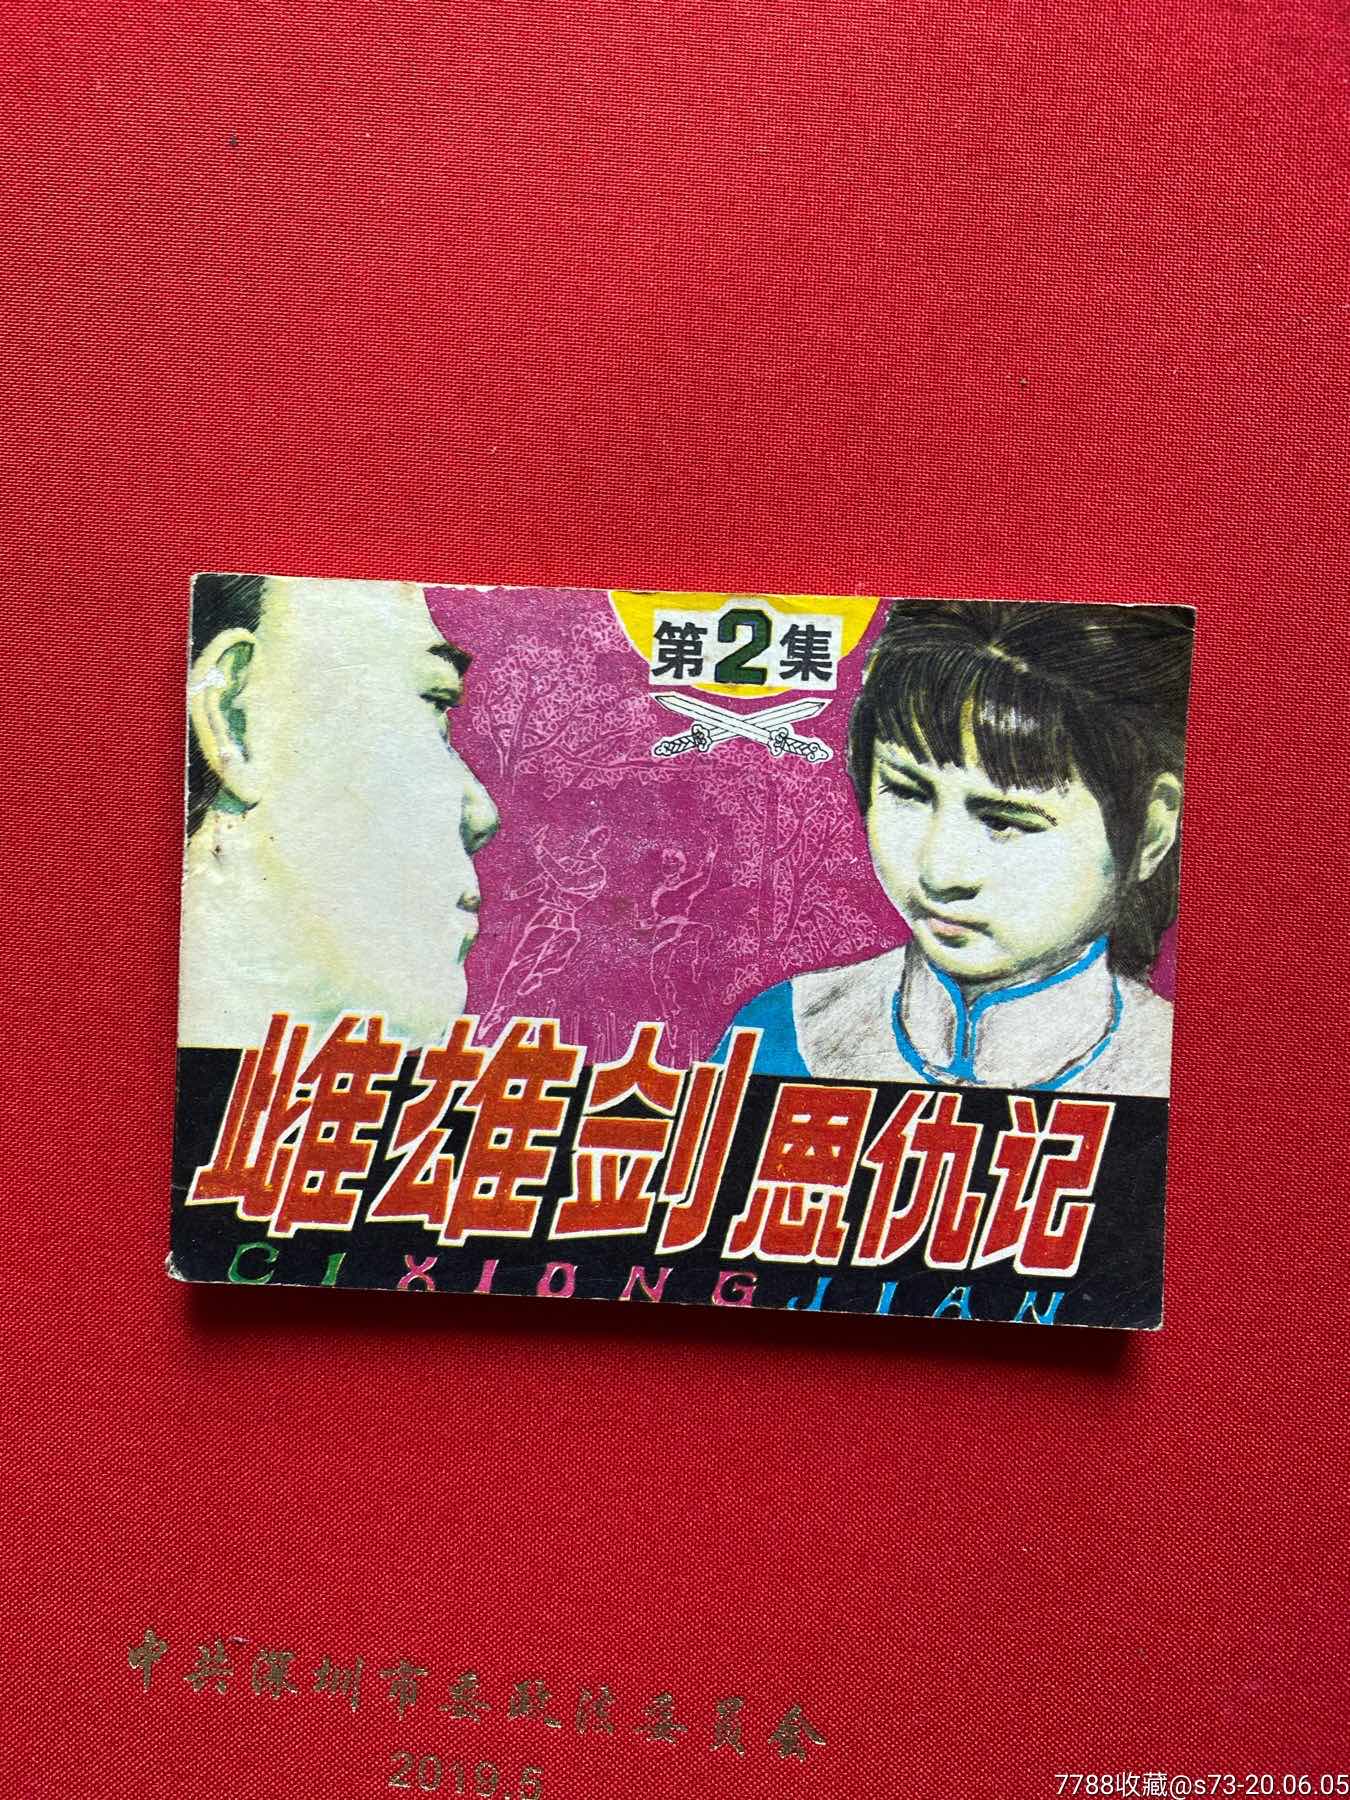 第2集
雌雄剑恩仇记
CIXIONGJIAN
中共深圳市委政法委员会
2019.5
7788收藏@s73-20.06.05